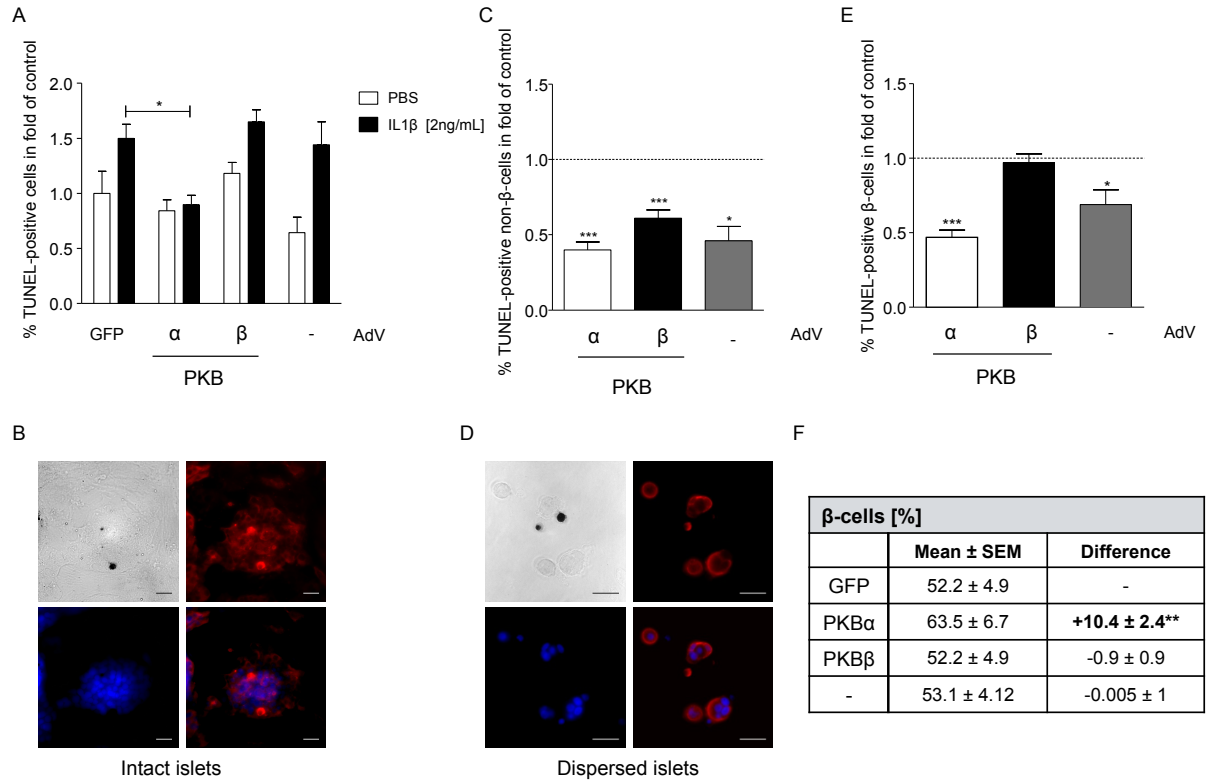 A
% TUNEL-positive cells in fold of control
2.0
1.5
1.0
0.5
0.0
*
PBS
IL1β [2ng/mL]
GFP α β - AdV
PKB
C
% TUNEL-positive non-β-cells in fold of control
1.5
1.0
0.5
0.0
***
***
*
α β - AdV
PKB
E
% TUNEL-positive β-cells in fold of control
1.5
1.0
0.5
0.0
***
*
α β - AdV
PKB
B
Intact islets
D
Dispersed islets
F
β-cells [%]
Mean ± SEM Difference
GFP 52.2 ± 4.9 -
PKBα 63.5 ± 6.7 +10.4 ± 2.4**
PKBβ 52.2 ± 4.9 -0.9 ± 0.9
- 53.1 ± 4.12 -0.005 ± 1